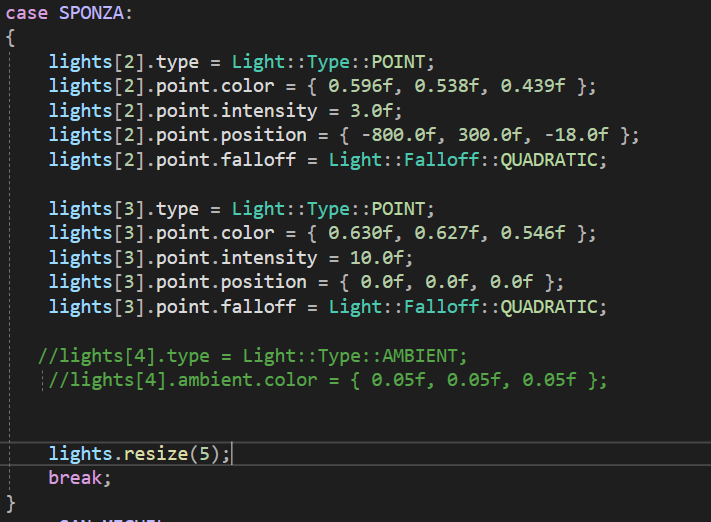 case SPONZA:
{
lights[2].type = Light::Type::POINT;
lights[2].point.color = { 0.596f, 0.538f, 0.439f };
lights[2].point.intensity = 3.0f;
lights[2].point.position = { -800.0f, 300.0f, -18.0f };
lights[2].point.falloff = Light::Falloff::QUADRATIC;
lights[3].type = Light::Type::POINT;
lights[3].point.color = { 0.630f, 0.627f, 0.546f };
lights[3].point.intensity = 10.0f;
lights[3].point.position = { 0.0f, 0.0f, 0.0f };
lights[3].point.falloff = Light::Falloff::QUADRATIC;
//lights[4].type = Light::Type::AMBIENT;
//lights[4].ambient.color = { 0.05f, 0.05f, 0.05f };
lights.resize(5);
break;
}